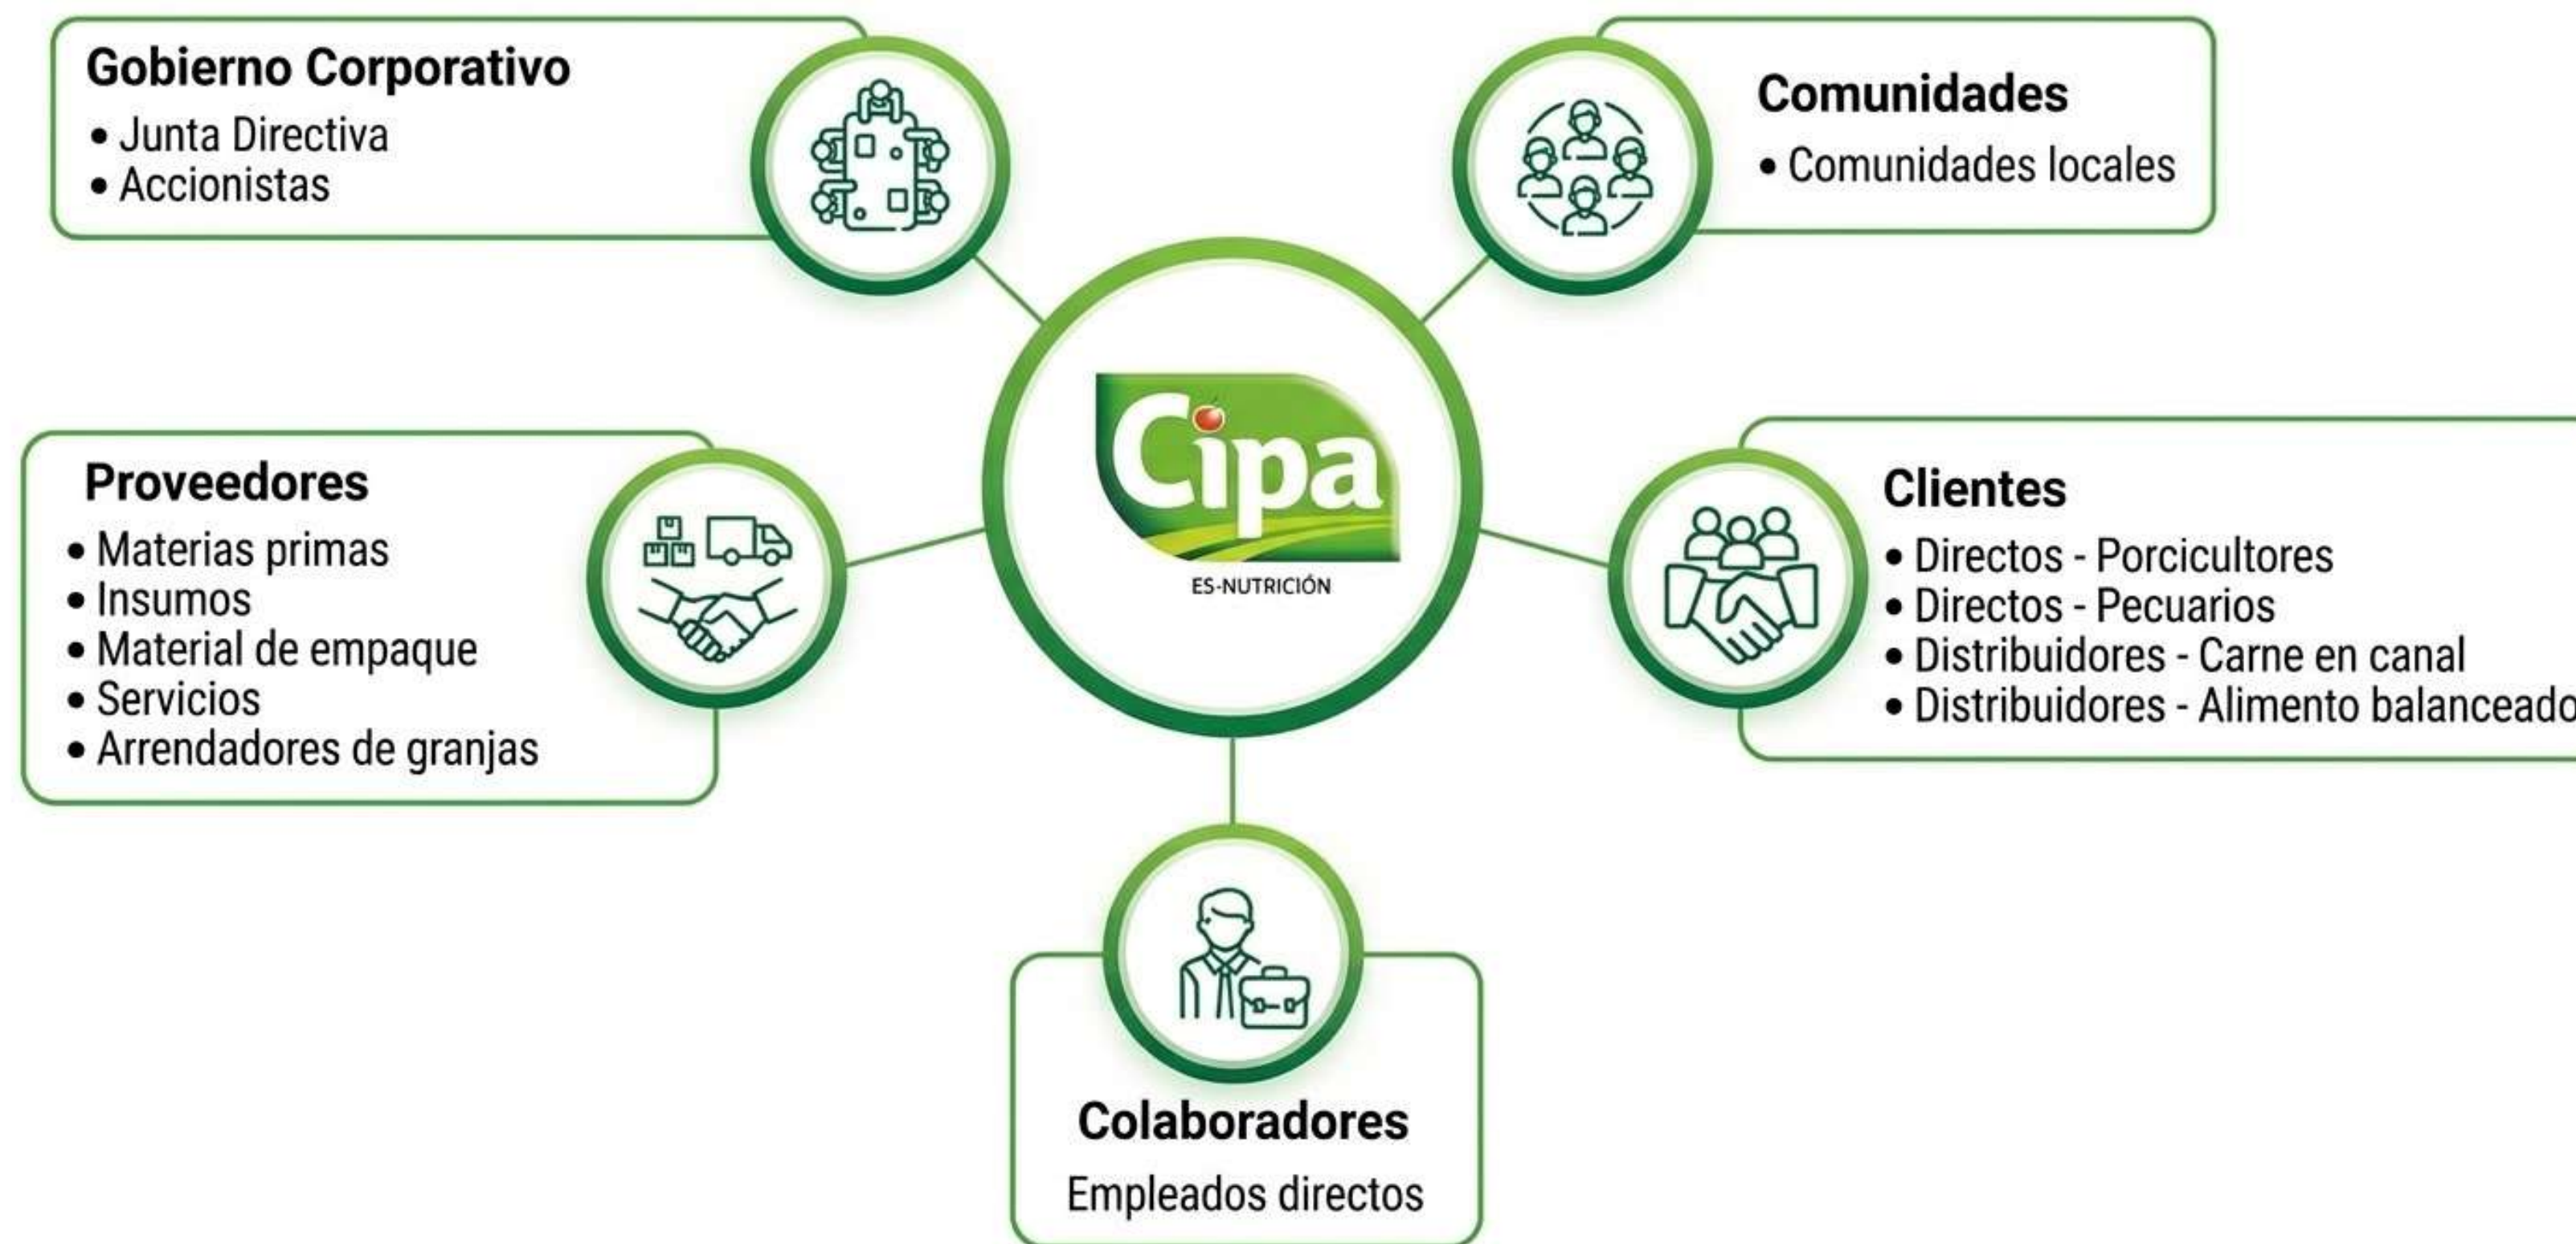 Gobierno Corporativo
• Junta Directiva
• Accionistas
Comunidades
• Comunidades locales
Proveedores
• Materias primas
• Insumos
• Material de empaque
• Servicios
• Arrendadores de granjas
Cipa
ES-NUTRICIÓN
Clientes
• Directos - Porcicultores
• Directos - Pecuarios
• Distribuidores - Carne en canal
• Distribuidores - Alimento balanceado
Colaboradores
Empleados directos